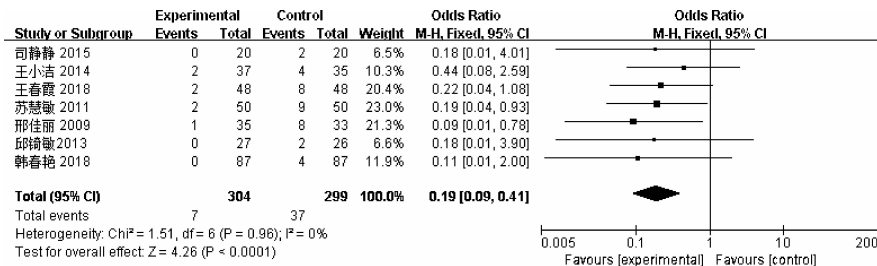 Experimental Control Odds Ratio Odds Ratio
Study or Subgroup Events Total Events Total Weight M-H, Fixed, 95% CI M-H, Fixed, 95% CI
司静静 2015 0 20 2 20 6.5% 0.18 [0.01, 4.01]
王小洁 2014 2 37 4 35 10.3% 0.44 [0.08, 2.59]
王春霞 2018 2 48 8 48 20.4% 0.22 [0.04, 1.08]
苏慧敏 2011 2 50 9 50 23.0% 0.19 [0.04, 0.93]
邢佳丽 2009 1 35 8 33 21.3% 0.09 [0.01, 0.78]
邱锜敏2013 0 27 2 26 6.6% 0.18 [0.01, 3.90]
韩春艳 2018 0 87 4 87 11.9% 0.11 [0.01, 2.00]
Total (95% CI) 304 299 100.0% 0.19 [0.09, 0.41]
Total events 7 37
Heterogeneity: Chi² = 1.51, df = 6 (P = 0.96); I² = 0%
Test for overall effect: Z = 4.26 (P < 0.0001)
0.005 0.1 1 10 200
Favours [experimental] Favours [control]